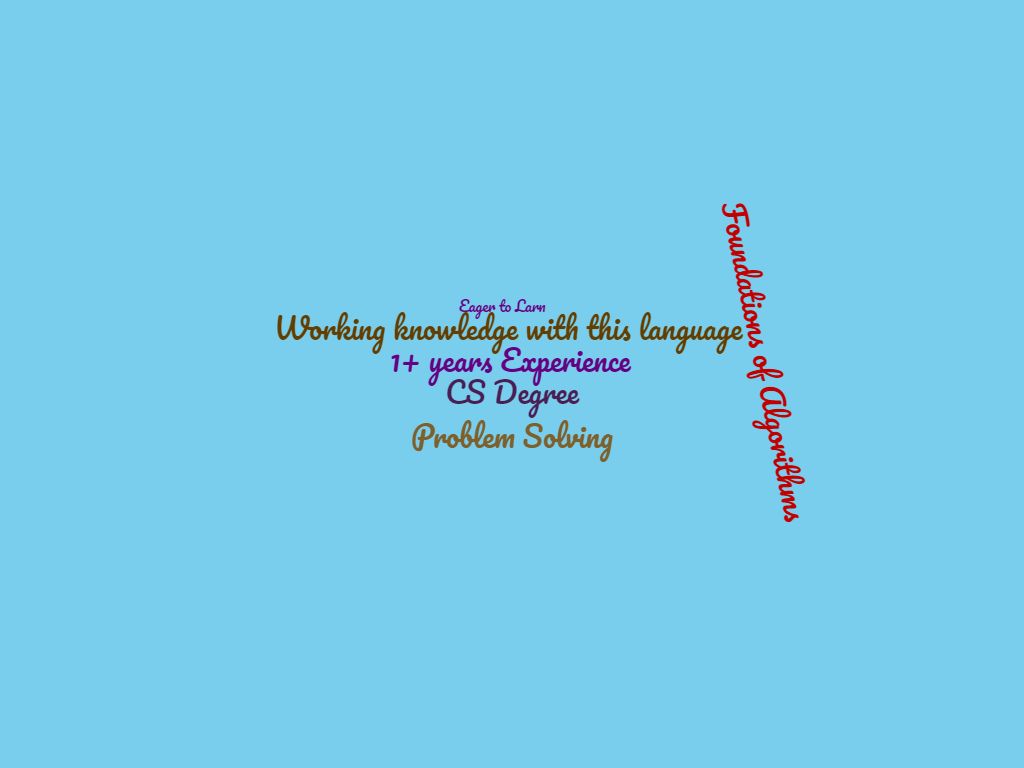 Eager to Larn
Working knowledge with this language
1+ years Experience
CS Degree
Problem Solving
Foundations of Algorithms